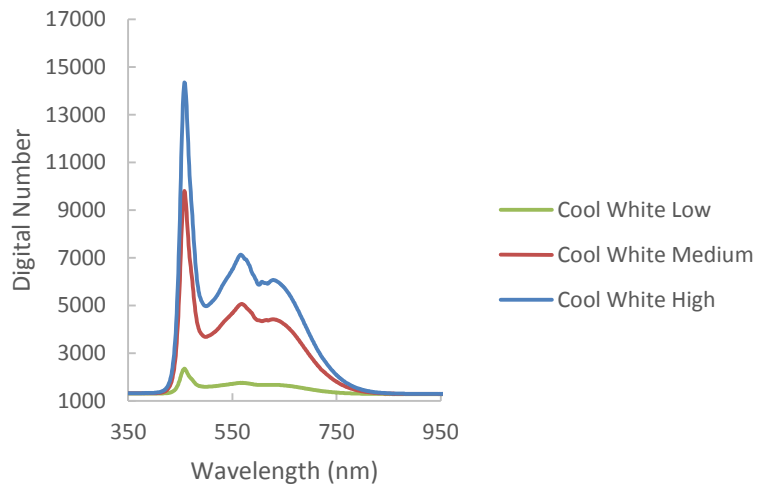 17000
15000
13000
11000
9000
7000
5000
3000
1000
Digital Number
350 550 750 950
Wavelength (nm)
Cool White Low
Cool White Medium
Cool White High